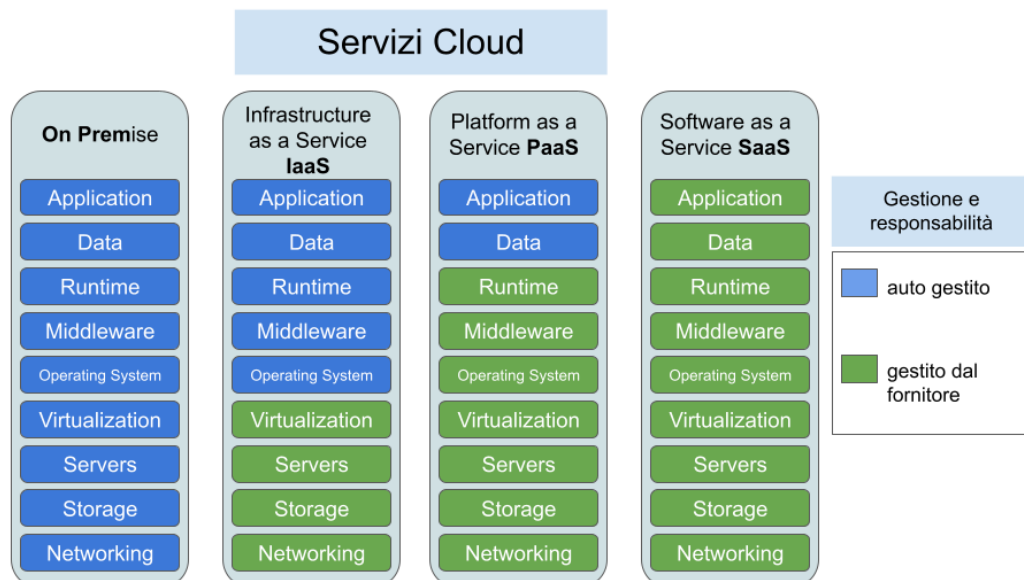 Servizi Cloud
On Premise
Application
Data
Runtime
Middleware
Operating System
Virtualization
Servers
Storage
Networking
Infrastructure
as a Service
IaaS
Application
Data
Runtime
Middleware
Operating System
Virtualization
Servers
Storage
Networking
Platform as a
Service PaaS
Application
Data
Runtime
Middleware
Operating System
Virtualization
Servers
Storage
Networking
Software as a
Service SaaS
Application
Data
Runtime
Middleware
Operating System
Virtualization
Servers
Storage
Networking
Gestione e
responsabilità
auto gestito
gestito dal
fornitore